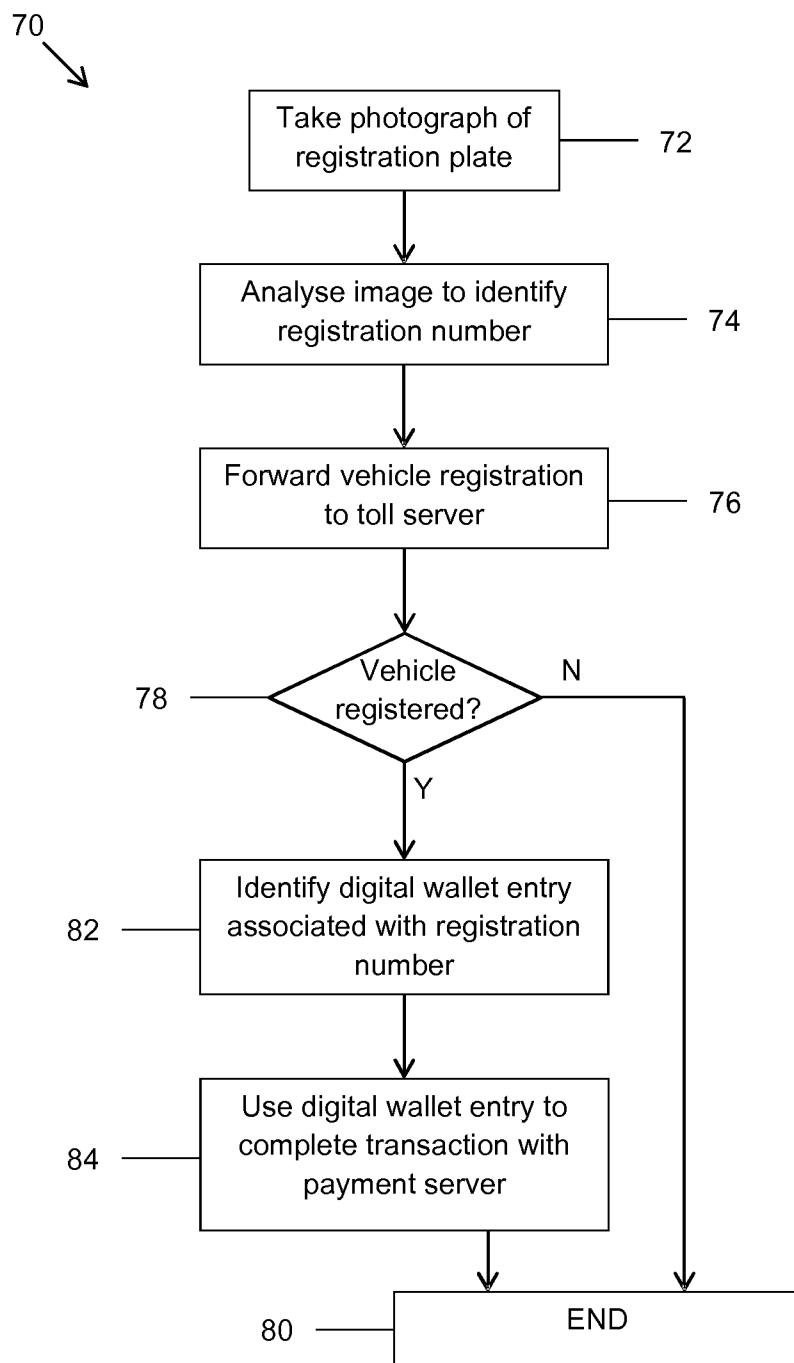 70
Take photograph of
registration plate
72
Analyse image to identify
registration number
74
Forward vehicle registration
to toll server
76
Vehicle
registered?
78
N
Y
Identify digital wallet entry
associated with registration
number
82
Use digital wallet entry to
complete transaction with
payment server
84
END
80